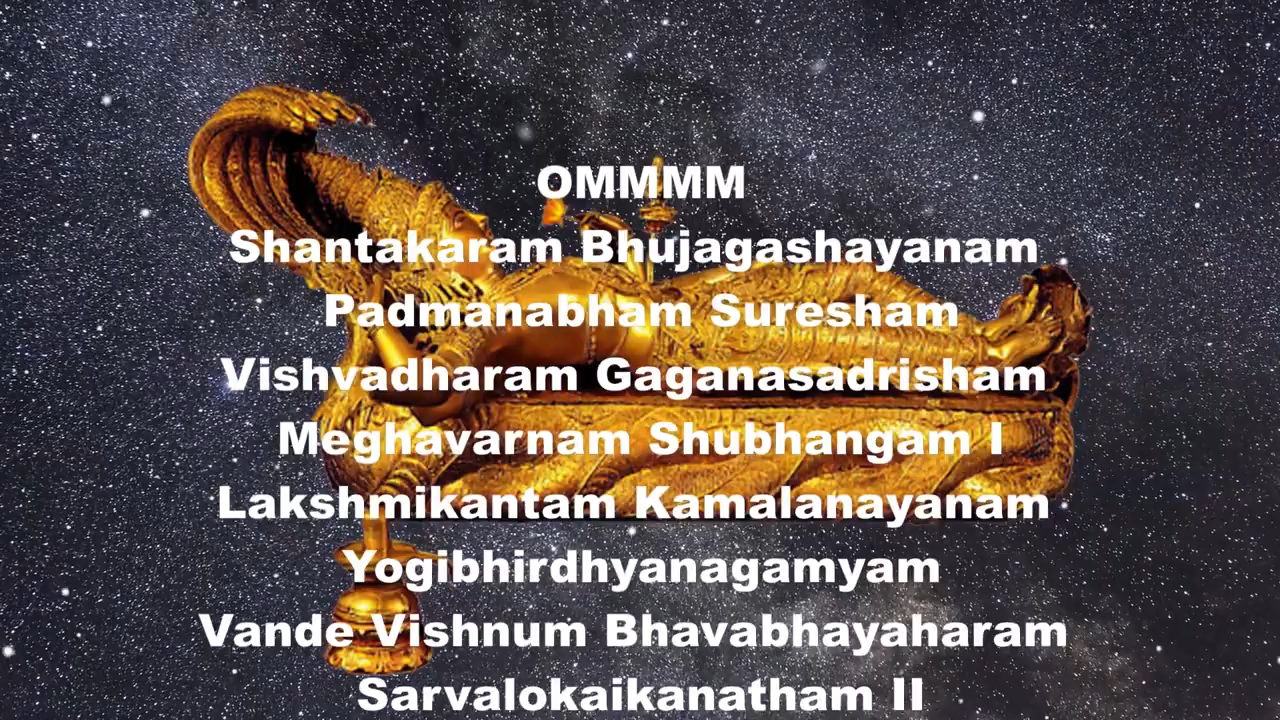 OMMMM
Shantakaram Bhujagashayanam
Padmanabham Suresham
Vishvadharam Gaganasadrisham
Meghavarnam Shubhangam I
Lakshmikantam Kamalanayanam
Yogibhirdhyanagamyam
Vande Vishnum Bhavabhayaharam
Sarvalokaikanatham II